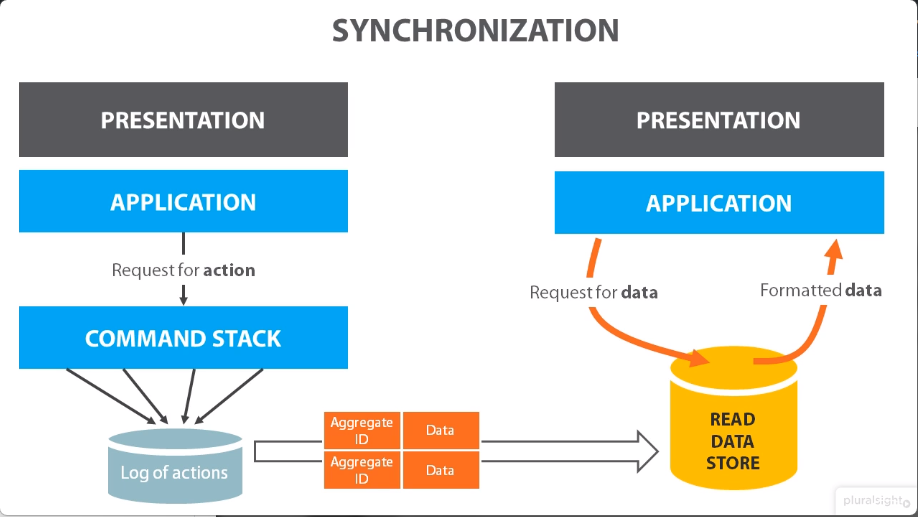 SYNCHRONIZATION
PRESENTATION
APPLICATION
Request for action
COMMAND STACK
Log of actions
Aggregate
ID
Data
Aggregate
ID
Data
PRESENTATION
APPLICATION
Request for data
Formatted data
READ
DATA
STORE
pluralsight